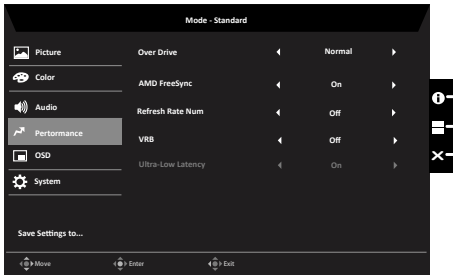 Mode - Standard
Picture
Over Drive Normal
Color
AMD FreeSync On
Audio
Refresh Rate Num Off
Pertormance
VRB Off
OSD
Ultra-Low Latency On
System
Save Settings to...
Move Enter Exit